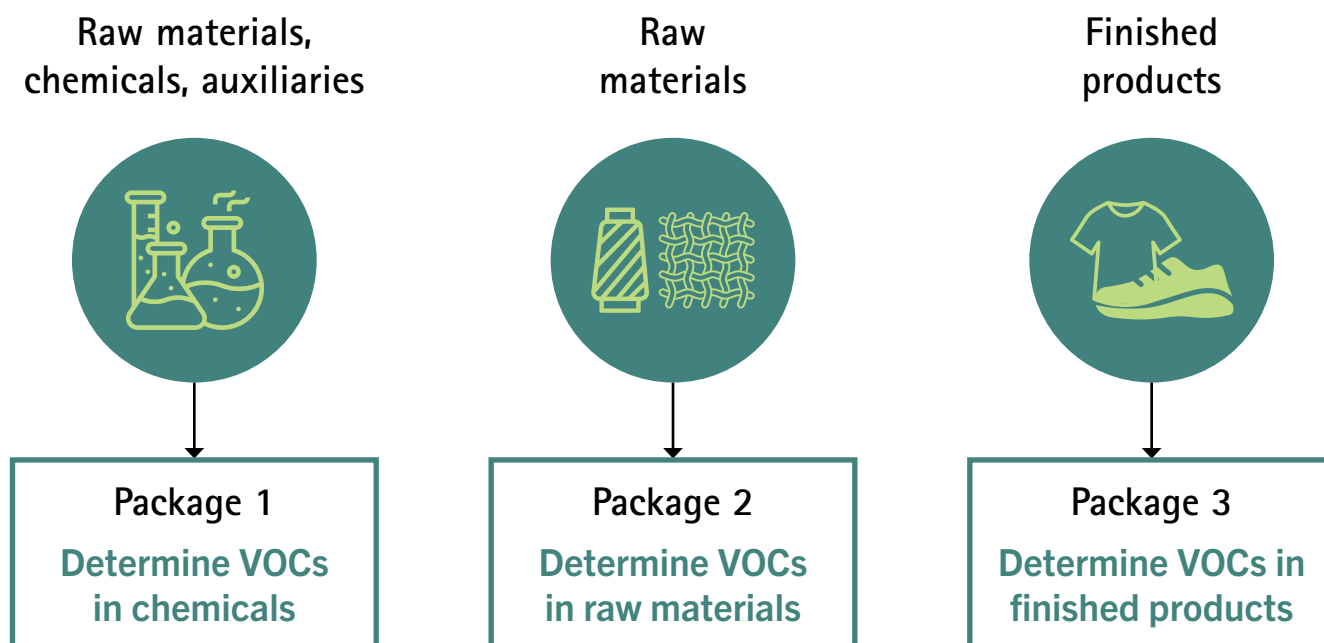 Raw materials,
chemicals, auxiliaries
Raw
materials
Finished
products
Package 1
Determine VOCs
in chemicals
Package 2
Determine VOCs
in raw materials
Package 3
Determine VOCs in
finished products